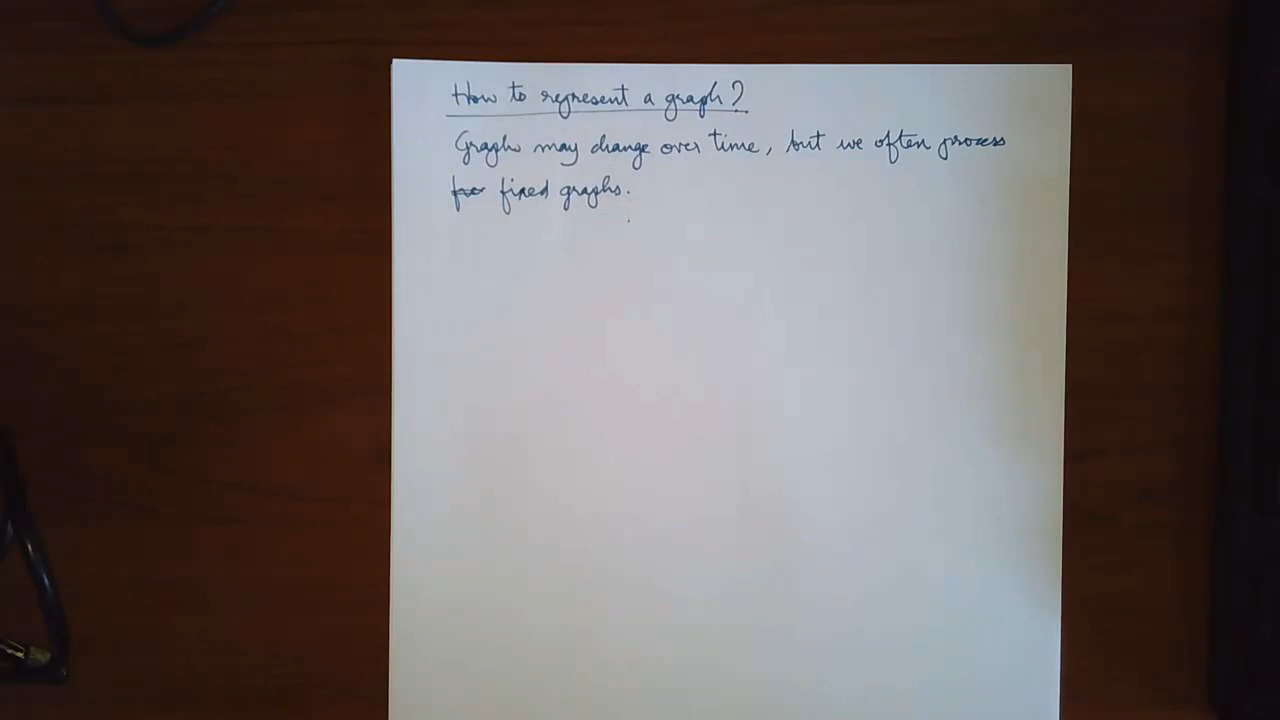 How to represent a graph?
Graphs may change over time, but we often process
fixed graphs.